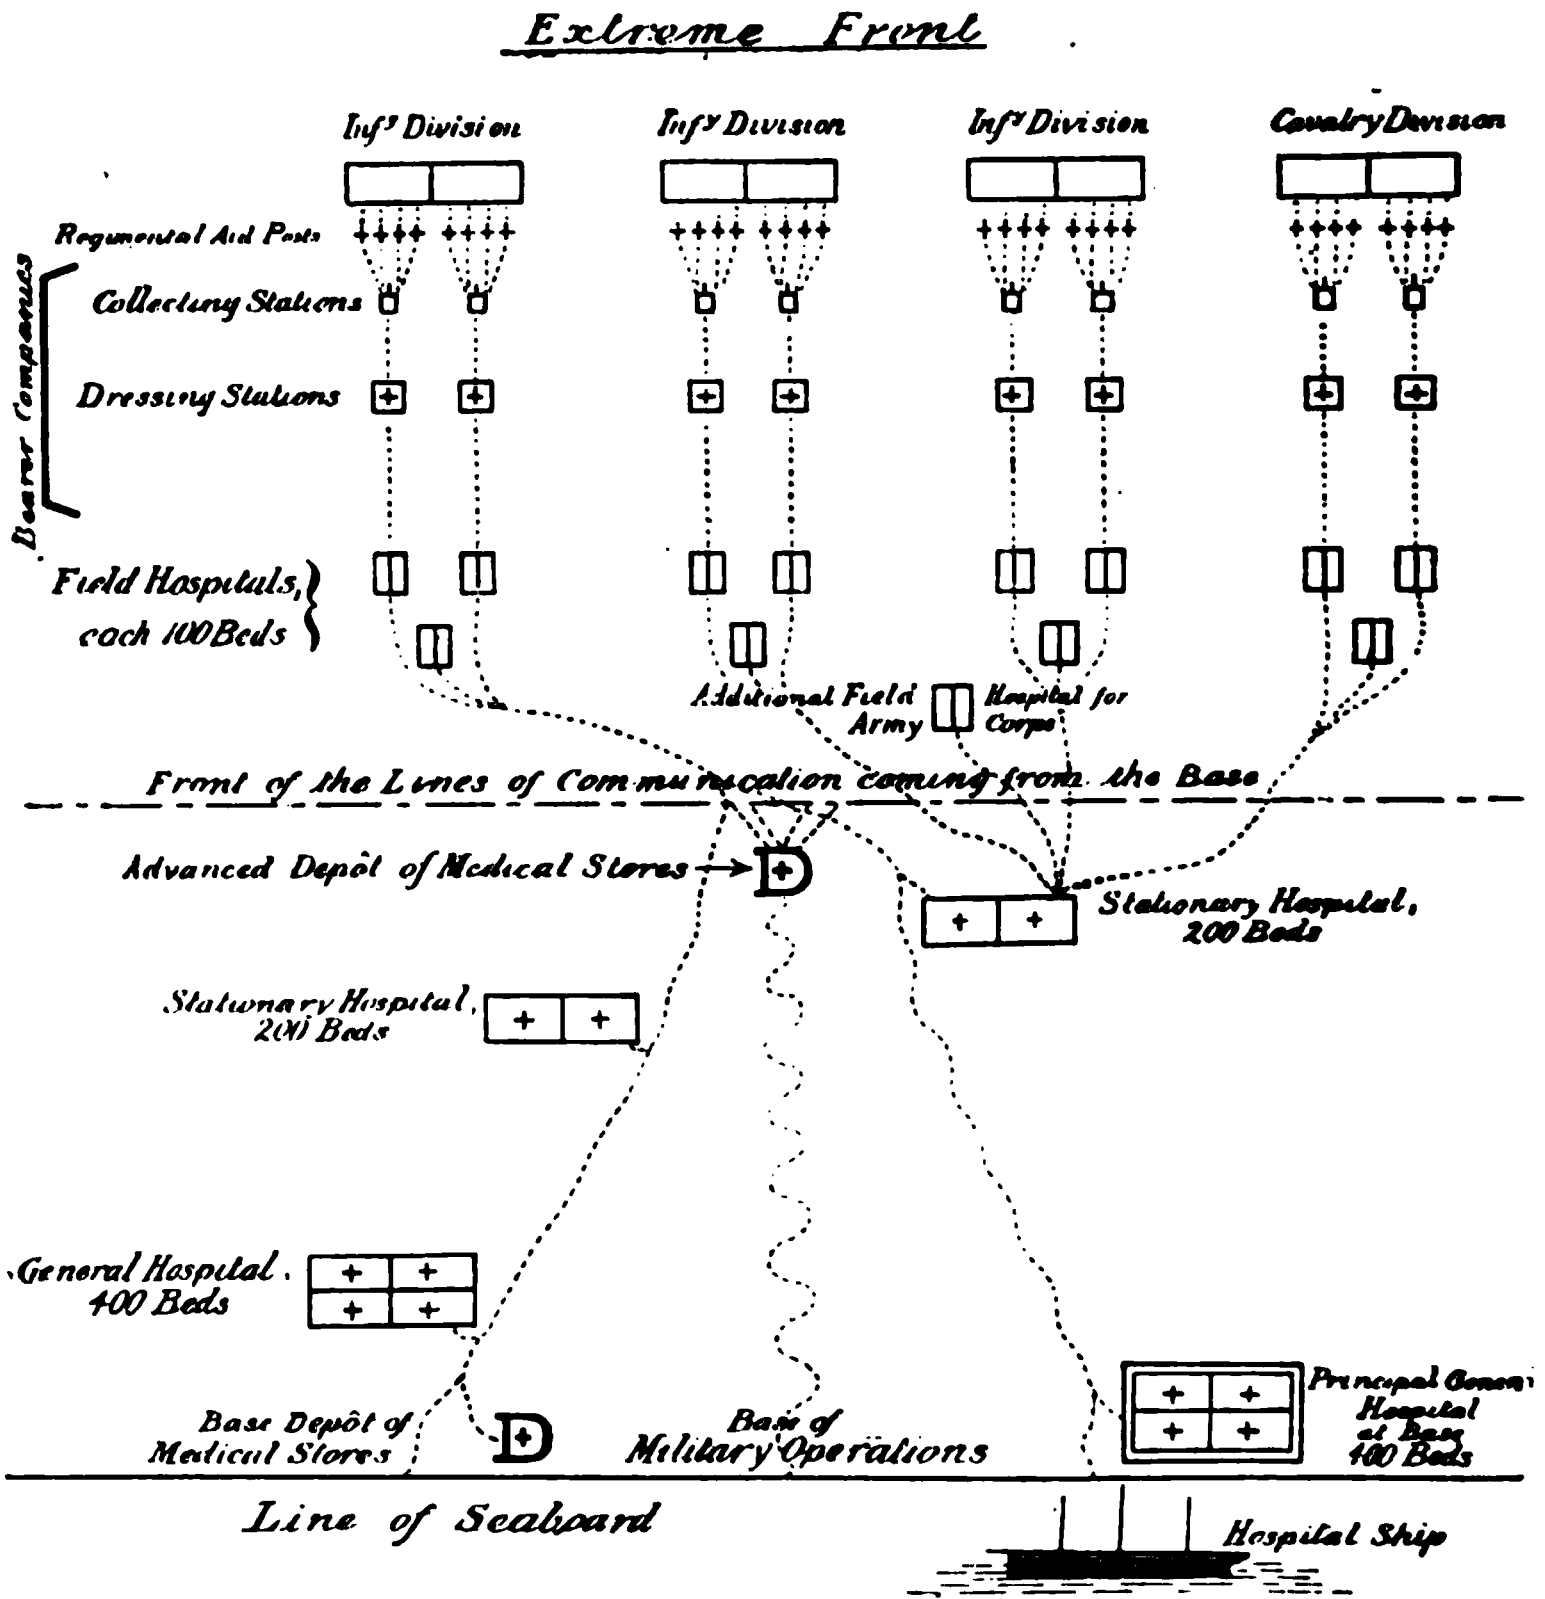 Extreme Front
Infy Division
Infy Division
Infy Division
Cavalry Division
Regimental Aid Posts
Collecting Stations
Dressing Stations
Bearer Companies
Field Hospitals,
each 100 Beds
Additional Field Hospital for
Army Corps
Front of the Lines of Communication coming from the Base
Advanced Depôt of Medical Stores
D
Stationary Hospital,
200 Beds
Stationary Hospital,
200 Beds
General Hospital.
400 Beds
Principal General
Hospital
at Base
400 Beds
Base Depôt of
Medical Stores
D
Base of
Military Operations
Line of Seaboard
Hospital Ship